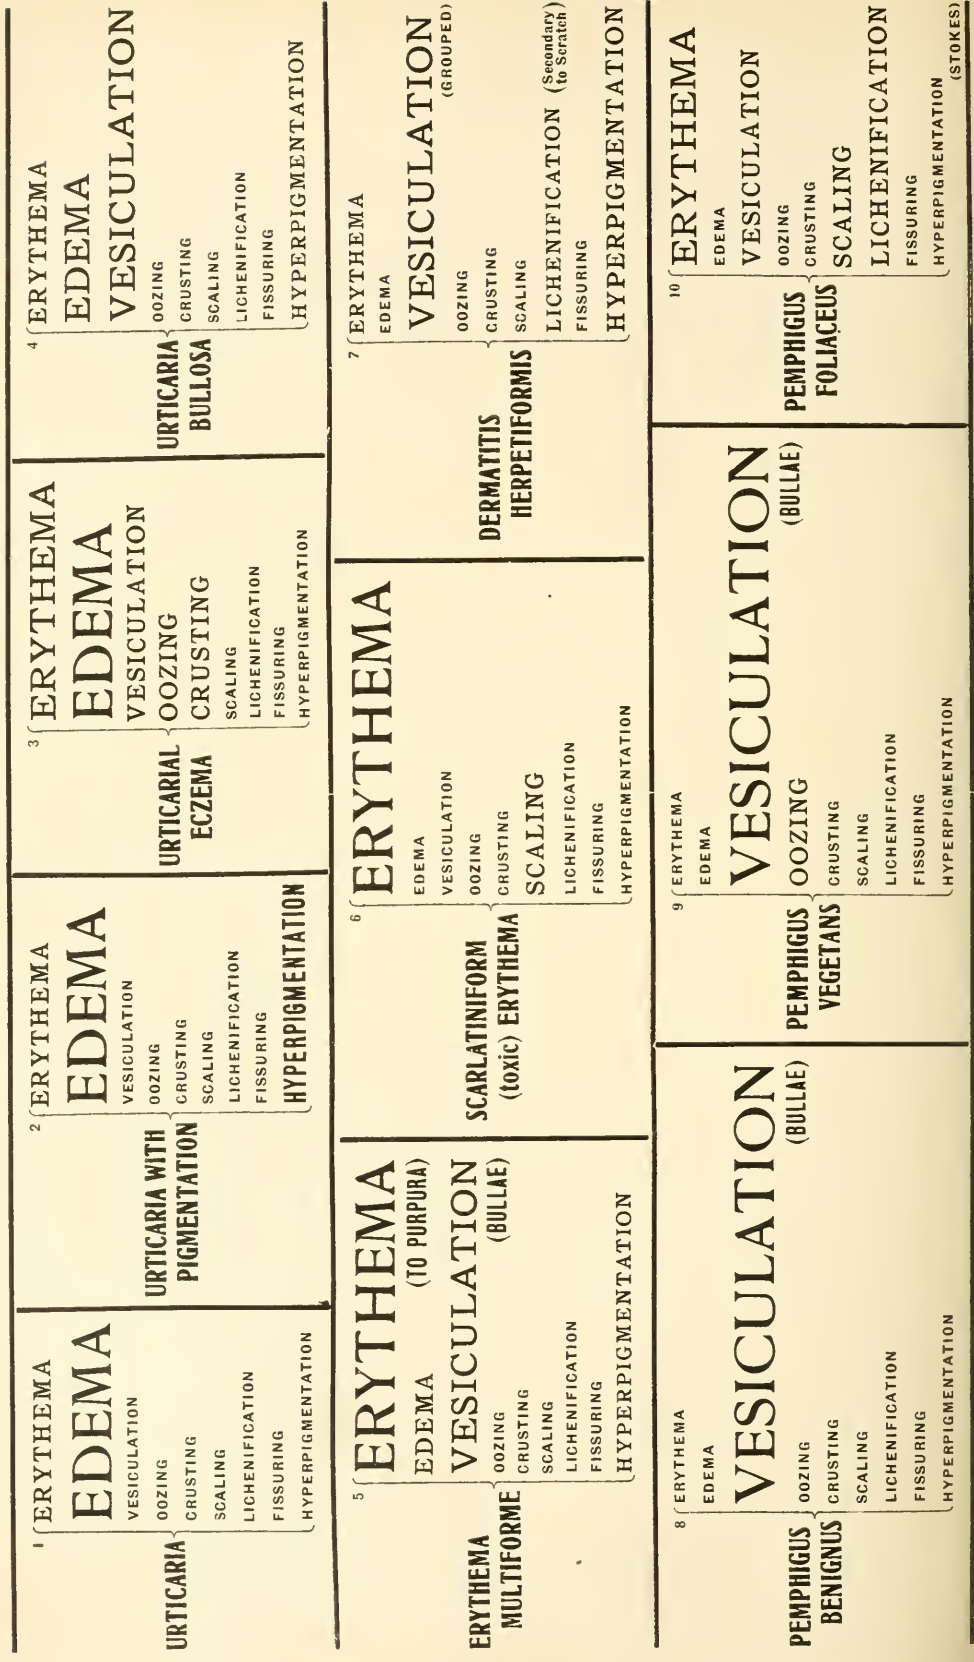 1
URTICARIA
ERYTHEMA
EDEMA
VESICULATION
OOZING
CRUSTING
SCALING
LICHENIFICATION
FISSURING
HYPERPIGMENTATION
2
URTICARIA WITH
PIGMENTATION
ERYTHEMA
EDEMA
VESICULATION
OOZING
CRUSTING
SCALING
LICHENIFICATION
FISSURING
HYPERPIGMENTATION
3
URTICARIAL
ECZEMA
ERYTHEMA
EDEMA
VESICULATION
OOZING
CRUSTING
SCALING
LICHENIFICATION
FISSURING
HYPERPIGMENTATION
4
URTICARIA
BULLOSA
ERYTHEMA
EDEMA
VESICULATION
OOZING
CRUSTING
SCALING
LICHENIFICATION
FISSURING
HYPERPIGMENTATION
5
ERYTHEMA
MULTIFORME
ERYTHEMA
(TO PURPURA)
EDEMA
VESICULATION
(BULLAE)
OOZING
CRUSTING
SCALING
LICHENIFICATION
FISSURING
HYPERPIGMENTATION
6
SCARLATINIFORM
(toxic) ERYTHEMA
ERYTHEMA
EDEMA
VESICULATION
OOZING
CRUSTING
SCALING
LICHENIFICATION
FISSURING
HYPERPIGMENTATION
7
DERMATITIS
HERPETIFORMIS
ERYTHEMA
EDEMA
VESICULATION
(GROUPED)
OOZING
CRUSTING
SCALING
LICHENIFICATION (Secondary to Scratch)
FISSURING
HYPERPIGMENTATION
8
PEMPHIGUS
BENIGNUS
ERYTHEMA
EDEMA
VESICULATION
(BULLAE)
OOZING
CRUSTING
SCALING
LICHENIFICATION
FISSURING
HYPERPIGMENTATION
9
PEMPHIGUS
VEGETANS
ERYTHEMA
EDEMA
VESICULATION
(BULLAE)
OOZING
CRUSTING
SCALING
LICHENIFICATION
FISSURING
HYPERPIGMENTATION
10
PEMPHIGUS
FOLIACEUS
ERYTHEMA
EDEMA
VESICULATION
OOZING
CRUSTING
SCALING
LICHENIFICATION
FISSURING
HYPERPIGMENTATION
(STOKES)